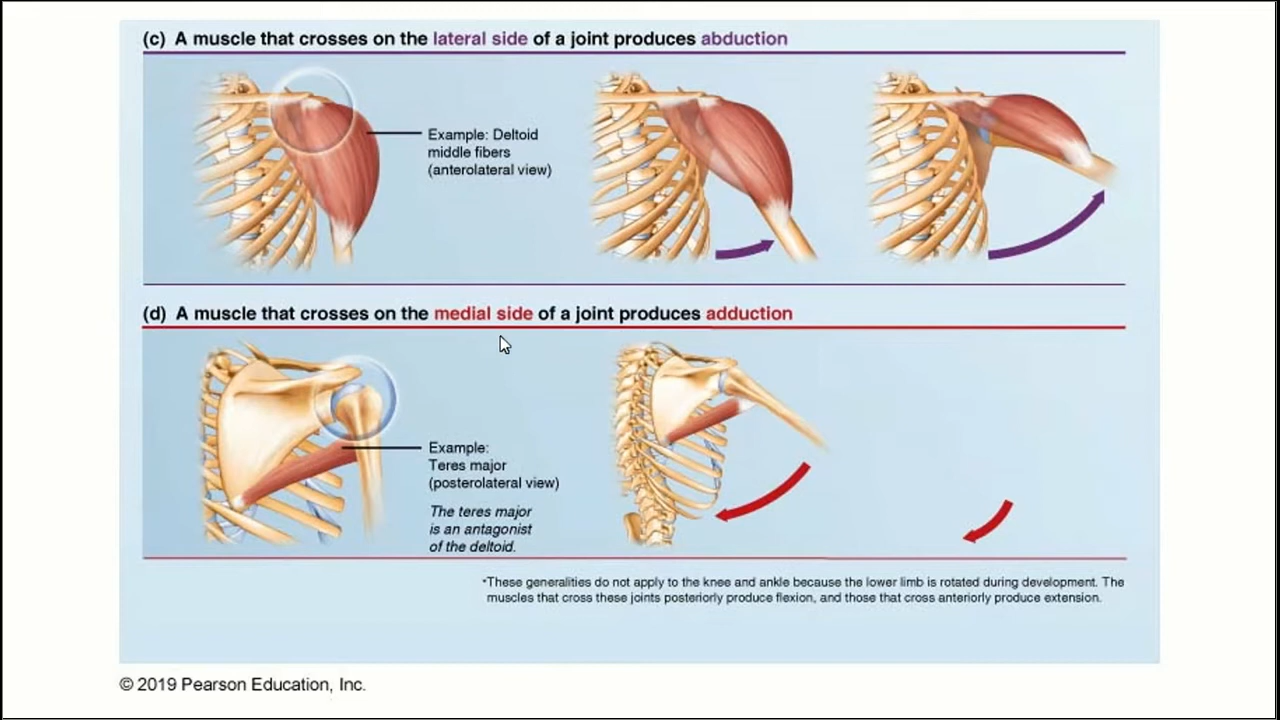 (c) A muscle that crosses on the lateral side of a joint produces abduction
Example: Deltoid
middle fibers
(anterolateral view)
(d) A muscle that crosses on the medial side of a joint produces adduction
Example:
Teres major
(posterolateral view)
The teres major
is an antagonist
of the deltoid.
*These generalities do not apply to the knee and ankle because the lower limb is rotated during development. The
muscles that cross these joints posteriorly produce flexion, and those that cross anteriorly produce extension.
© 2019 Pearson Education, Inc.